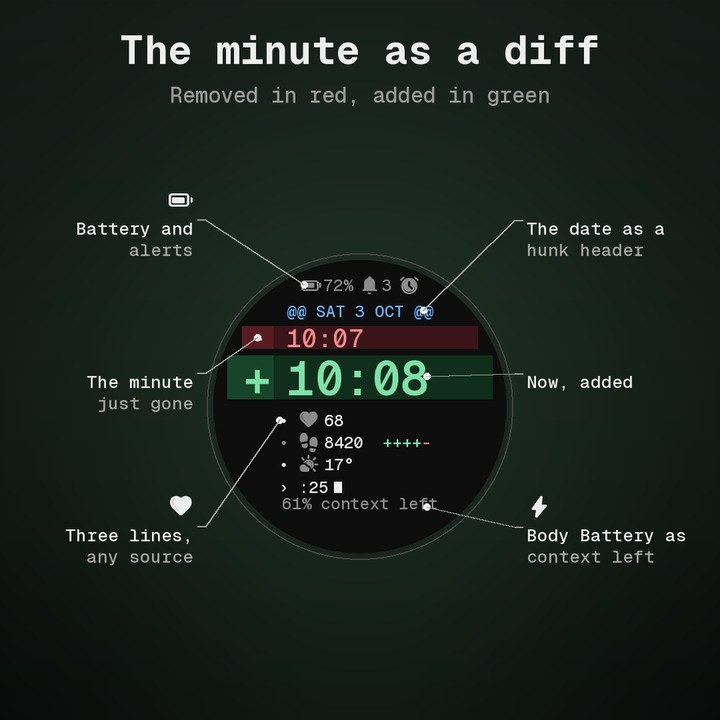 The minute as a diff
Removed in red, added in green
Battery and
alerts
The date as a
hunk header
72% 3
@@ SAT 3 OCT @@
10:07
+ 10:08
The minute
just gone
Now, added
68
8420 ++++-
17°
› :25
61% context left
Three lines,
any source
Body Battery as
context left